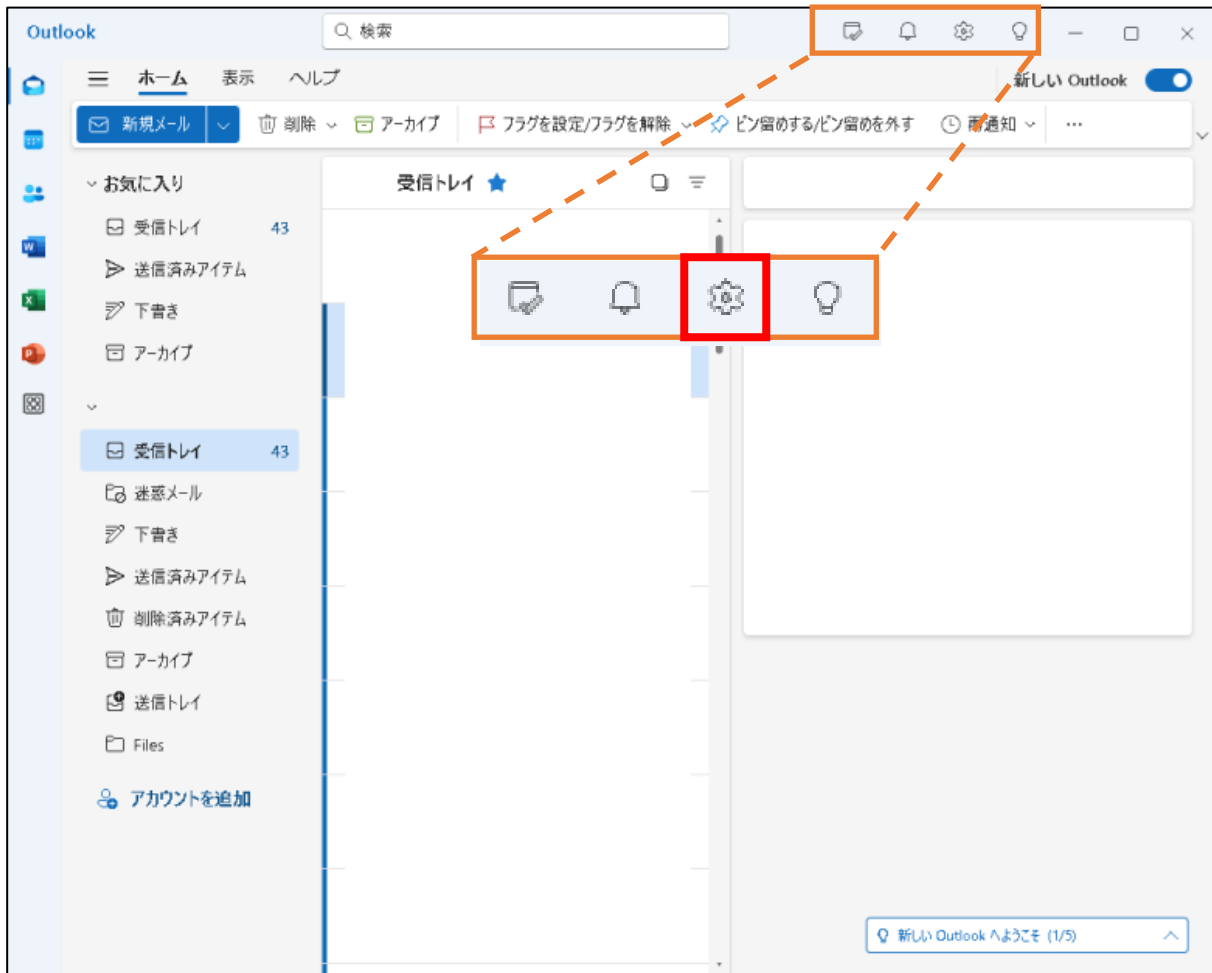 Outlook
検索
ホーム 表示 ヘルプ
新しい Outlook
新規メール 削除 アーカイブ フラグを設定/フラグを解除 ピン留めする/ピン留めを外す 再通知 …
お気に入り
受信トレイ 43
送信済みアイテム
下書き
アーカイブ
受信トレイ 43
迷惑メール
下書き
送信済みアイテム
削除済みアイテム
アーカイブ
送信トレイ
Files
アカウントを追加
受信トレイ
新しい Outlook へようこそ (1/5)